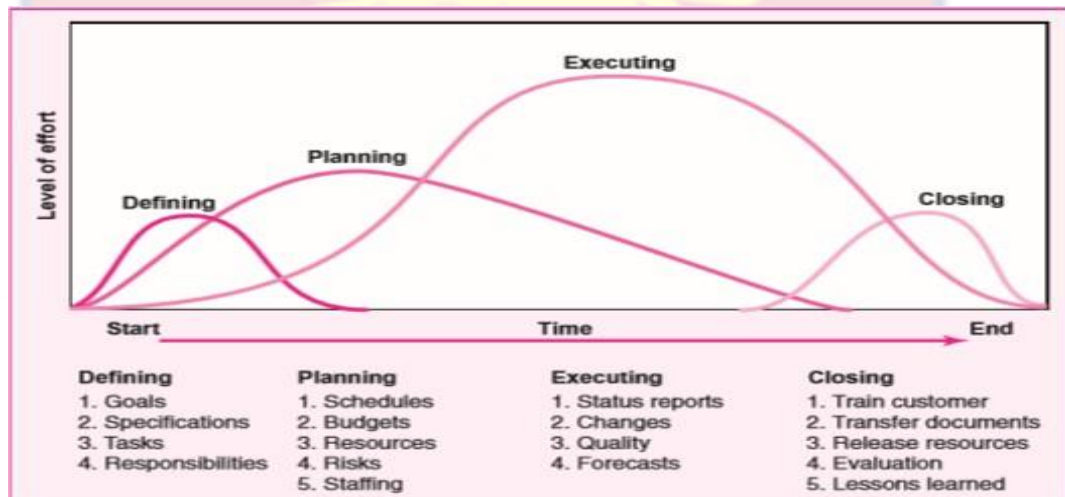 Executing
Planning
Defining
Closing
Level of effort
Start
Time
End
Defining
1. Goals
2. Specifications
3. Tasks
4. Responsibilities
Planning
1. Schedules
2. Budgets
3. Resources
4. Risks
5. Staffing
Executing
1. Status reports
2. Changes
3. Quality
4. Forecasts
Closing
1. Train customer
2. Transfer documents
3. Release resources
4. Evaluation
5. Lessons learned